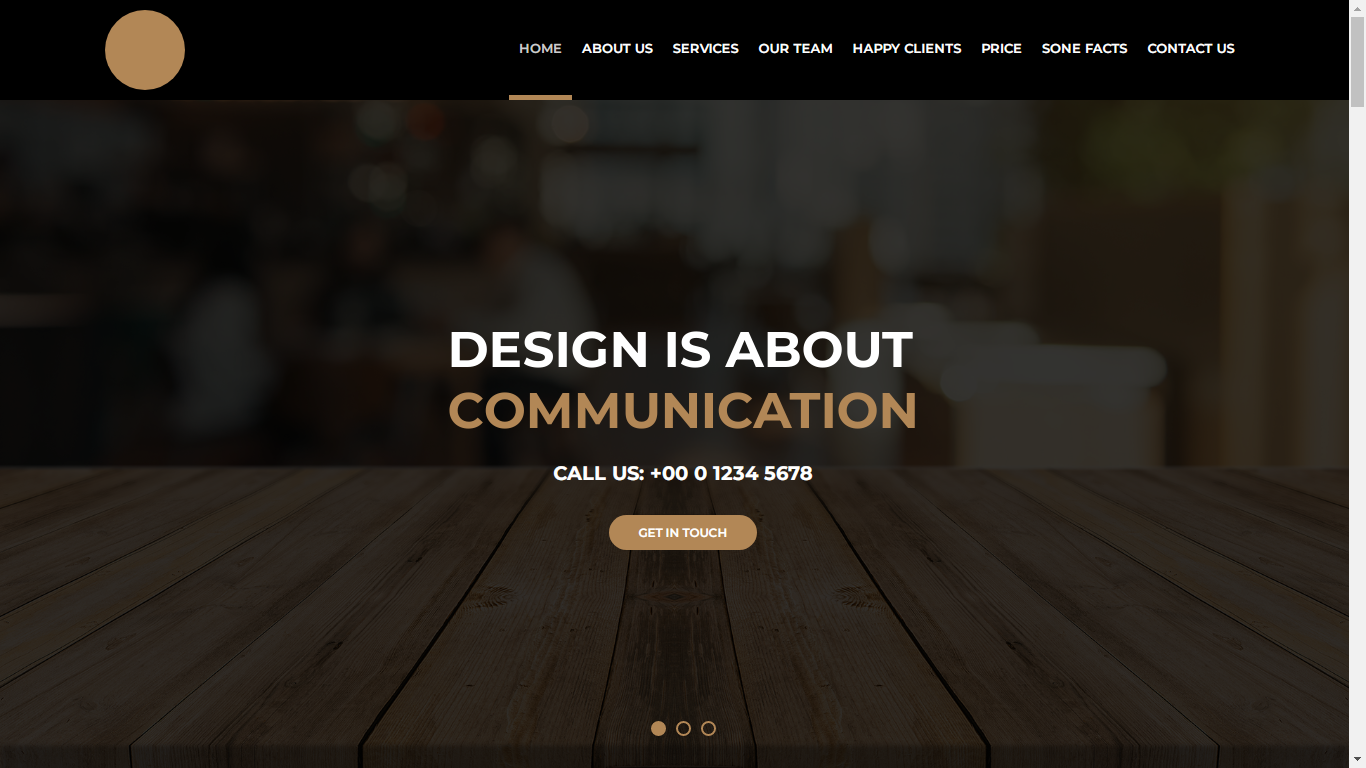 HOME
ABOUT US
SERVICES
OUR TEAM
HAPPY CLIENTS
PRICE
SONE FACTS
CONTACT US
DESIGN IS ABOUT
COMMUNICATION
CALL US: +00 0 1234 5678
GET IN TOUCH